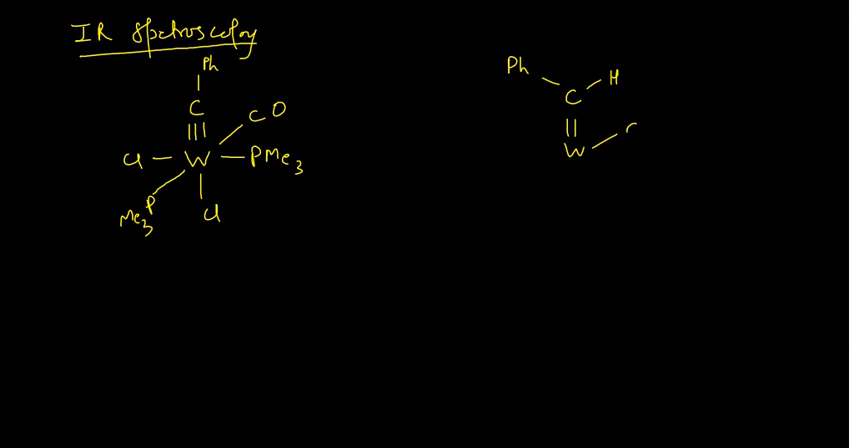 IR Spectroscopy
Ph
C
CO
Cl W PMe3
Me3P
Cl
Ph H
C
W